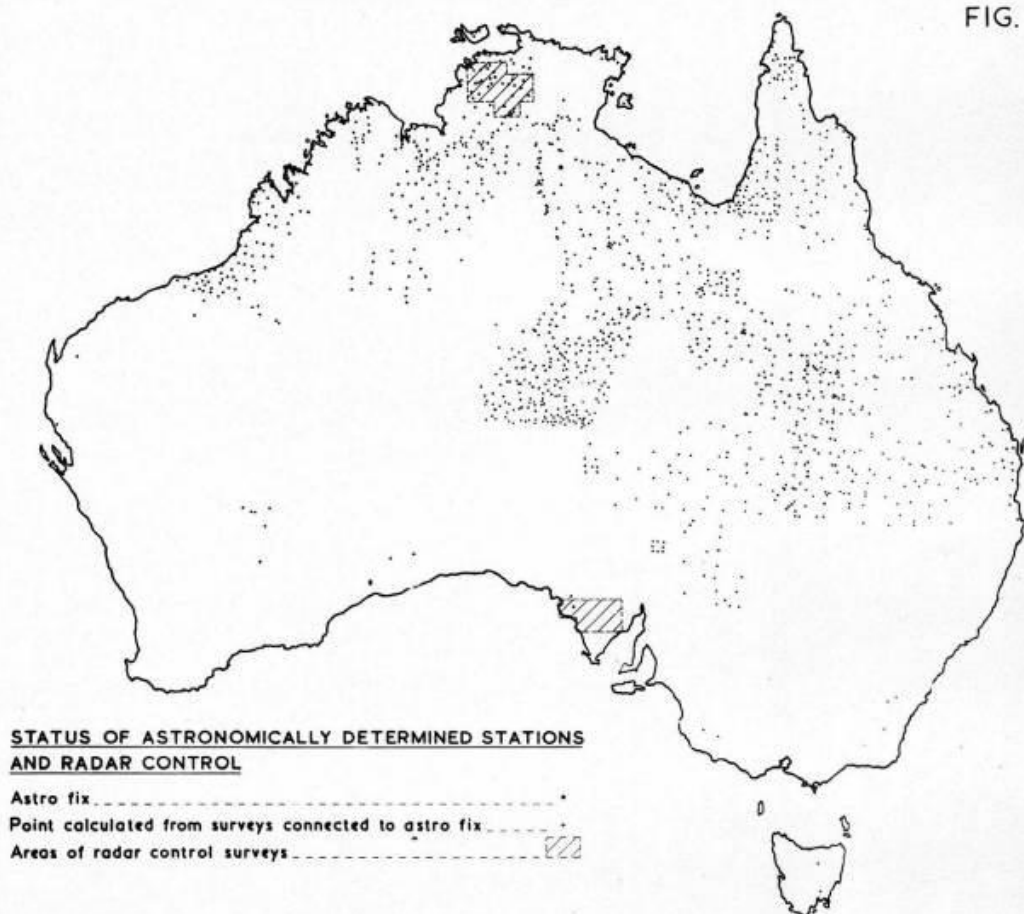 FIG.
STATUS OF ASTRONOMICALLY DETERMINED STATIONS
AND RADAR CONTROL
Astro fix
Point calculated from surveys connected to astro fix
Areas of radar control surveys